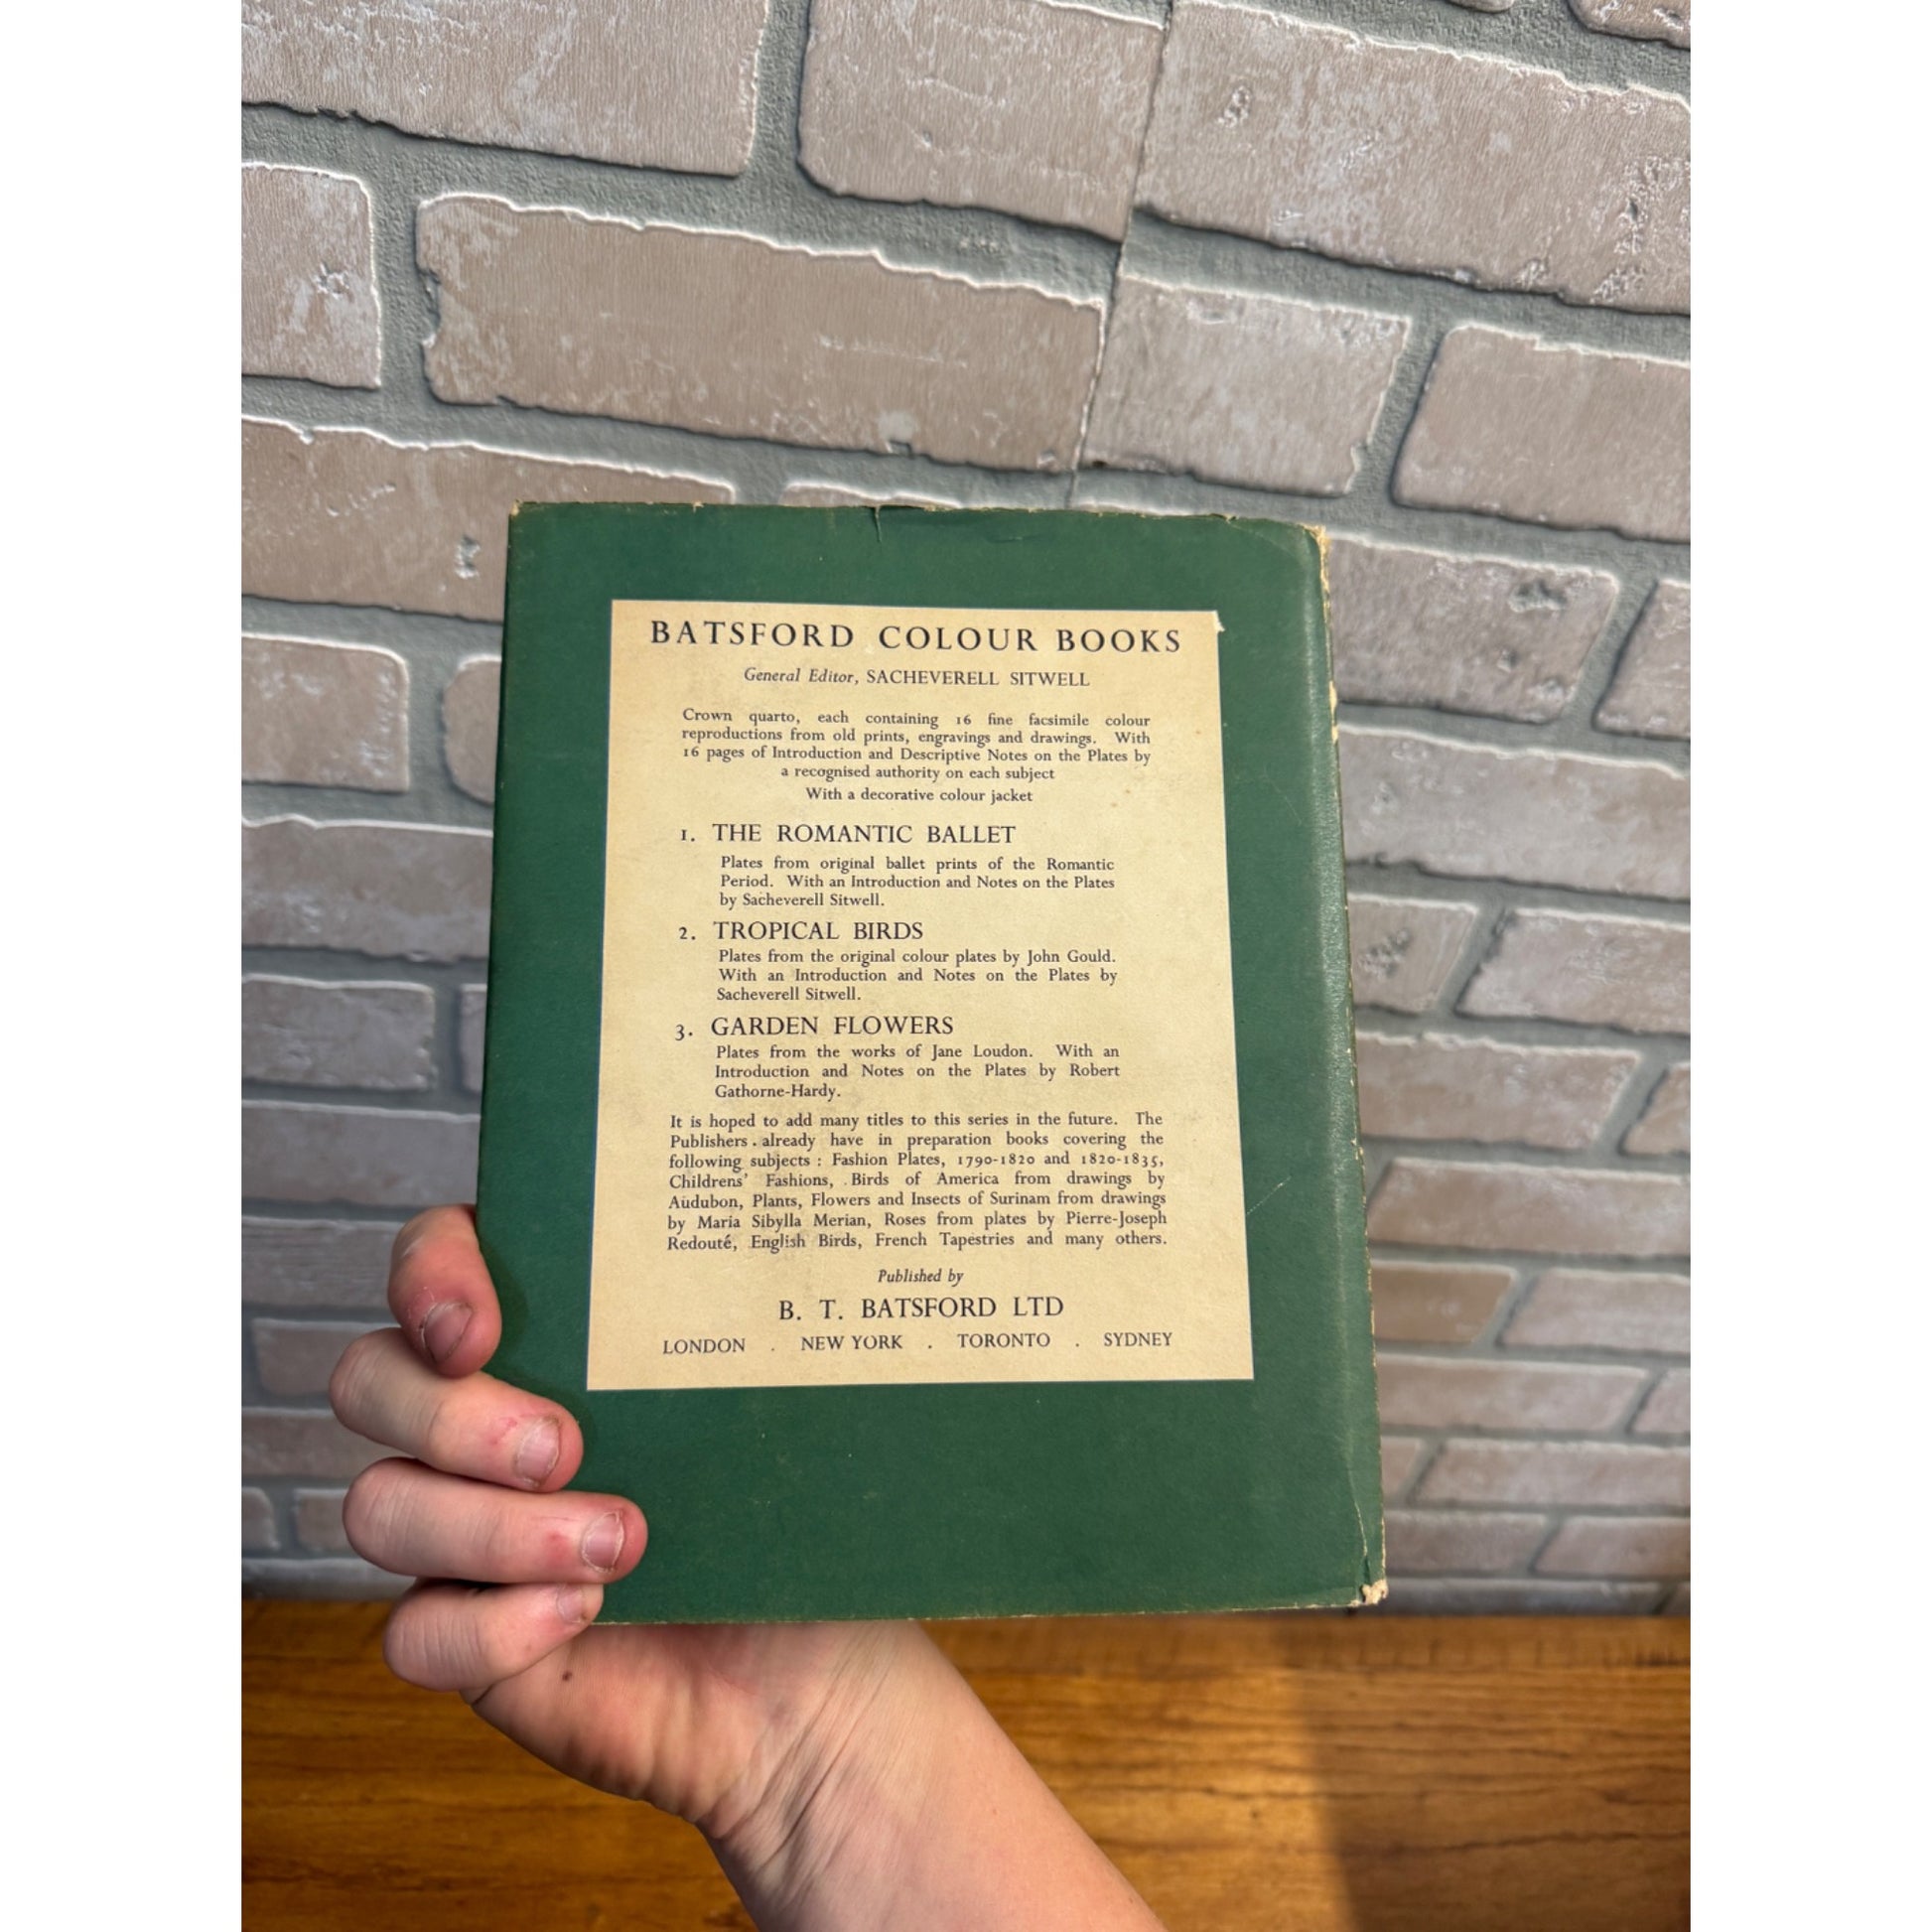 BATSFORD COLOUR BOOKS
General Editor, SACHEVERELL SITWELL
Crown quarto, each containing 16 fine facsimile colour
reproductions from old prints, engravings and drawings. With
16 pages of Introduction and Descriptive Notes on the Plates by
a recognised authority on each subject
With a decorative colour jacket
1. THE ROMANTIC BALLET
Plates from original ballet prints of the Romantic
Period. With an Introduction and Notes on the Plates
by Sacheverell Sitwell.
2. TROPICAL BIRDS
Plates from the original colour plates by John Gould.
With an Introduction and Notes on the Plates by
Sacheverell Sitwell.
3. GARDEN FLOWERS
Plates from the works of Jane Loudon. With an
Introduction and Notes on the Plates by Robert
Gathorne-Hardy.
It is hoped to add many titles to this series in the future. The
Publishers already have in preparation books covering the
following subjects : Fashion Plates, 1790-1820 and 1820-1835,
Childrens' Fashions, Birds of America from drawings by
Audubon, Plants, Flowers and Insects of Surinam from drawings
by Maria Sibylla Merian, Roses from plates by Pierre-Joseph
Redouté, English Birds, French Tapestries and many others.
Published by
B. T. BATSFORD LTD
LONDON . NEW YORK . TORONTO . SYDNEY